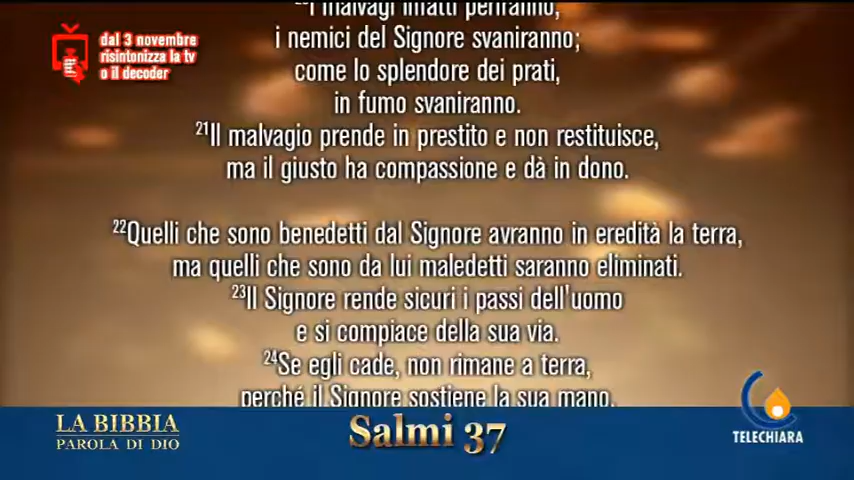 dal 3 novembre
risintonizza la tv
o il decoder
²⁰I malvagi infatti periranno,
i nemici del Signore svaniranno;
come lo splendore dei prati,
in fumo svaniranno.
²¹Il malvagio prende in prestito e non restituisce,
ma il giusto ha compassione e dà in dono.
²²Quelli che sono benedetti dal Signore avranno in eredità la terra,
ma quelli che sono da lui maledetti saranno eliminati.
²³Il Signore rende sicuri i passi dell'uomo
e si compiace della sua via.
²⁴Se egli cade, non rimane a terra,
perché il Signore sostiene la sua mano.
LA BIBBIA
PAROLA DI DIO
Salmi 37
TELECHIARA